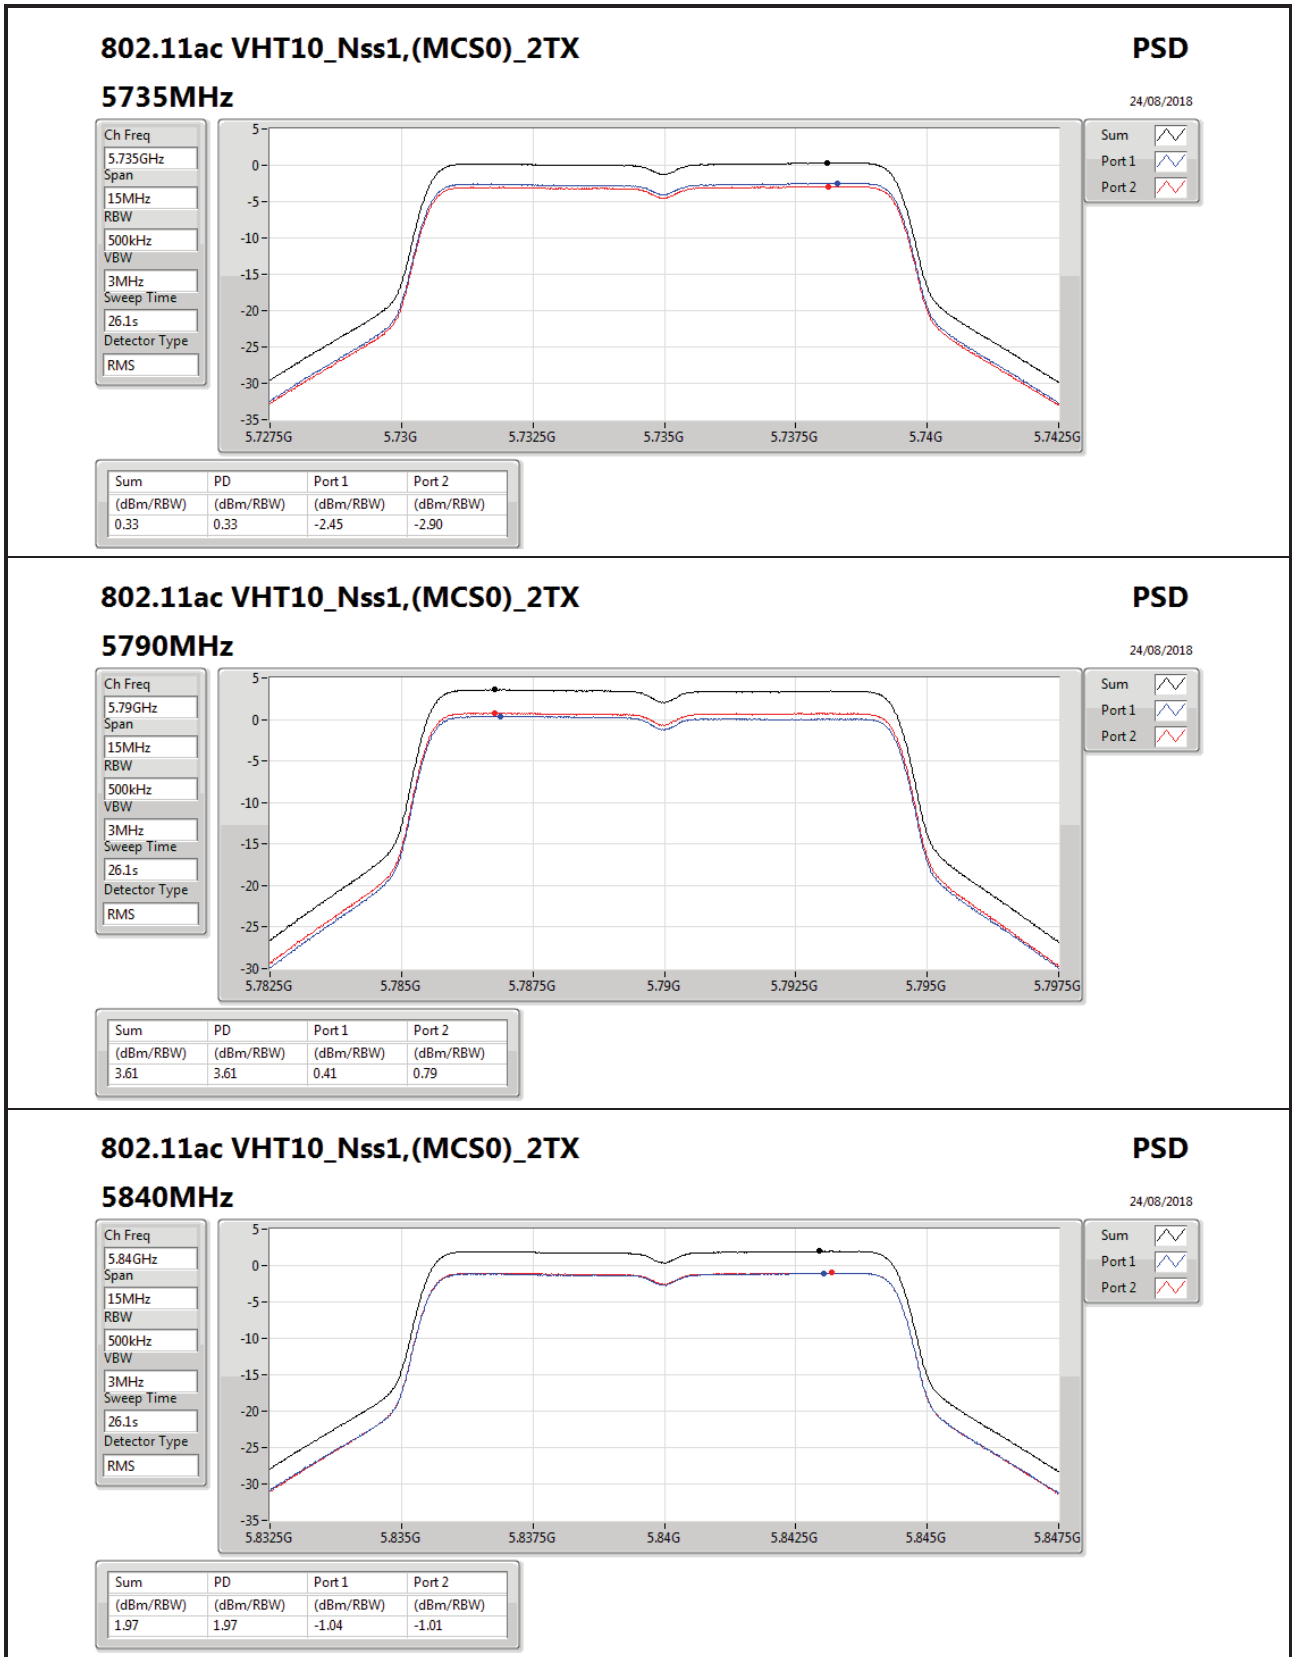 802.11ac VHT10_Nss1,(MCS0)_2TX PSD
5735MHz 24/08/2018
Ch Freq
5.735GHz
Span
15MHz
RBW
500kHz
VBW
3MHz
Sweep Time
26.1s
Detector Type
RMS
5
0
-5
-10
-15
-20
-25
-30
-35
5.7275G 5.73G 5.7325G 5.735G 5.7375G 5.74G 5.7425G
Sum
Port 1
Port 2
Sum PD Port 1 Port 2
(dBm/RBW) (dBm/RBW) (dBm/RBW) (dBm/RBW)
0.33 0.33 -2.45 -2.90
802.11ac VHT10_Nss1,(MCS0)_2TX PSD
5790MHz 24/08/2018
Ch Freq
5.79GHz
Span
15MHz
RBW
500kHz
VBW
3MHz
Sweep Time
26.1s
Detector Type
RMS
5
0
-5
-10
-15
-20
-25
-30
5.7825G 5.785G 5.7875G 5.79G 5.7925G 5.795G 5.7975G
Sum
Port 1
Port 2
Sum PD Port 1 Port 2
(dBm/RBW) (dBm/RBW) (dBm/RBW) (dBm/RBW)
3.61 3.61 0.41 0.79
802.11ac VHT10_Nss1,(MCS0)_2TX PSD
5840MHz 24/08/2018
Ch Freq
5.84GHz
Span
15MHz
RBW
500kHz
VBW
3MHz
Sweep Time
26.1s
Detector Type
RMS
5
0
-5
-10
-15
-20
-25
-30
-35
5.8325G 5.835G 5.8375G 5.84G 5.8425G 5.845G 5.8475G
Sum
Port 1
Port 2
Sum PD Port 1 Port 2
(dBm/RBW) (dBm/RBW) (dBm/RBW) (dBm/RBW)
1.97 1.97 -1.04 -1.01